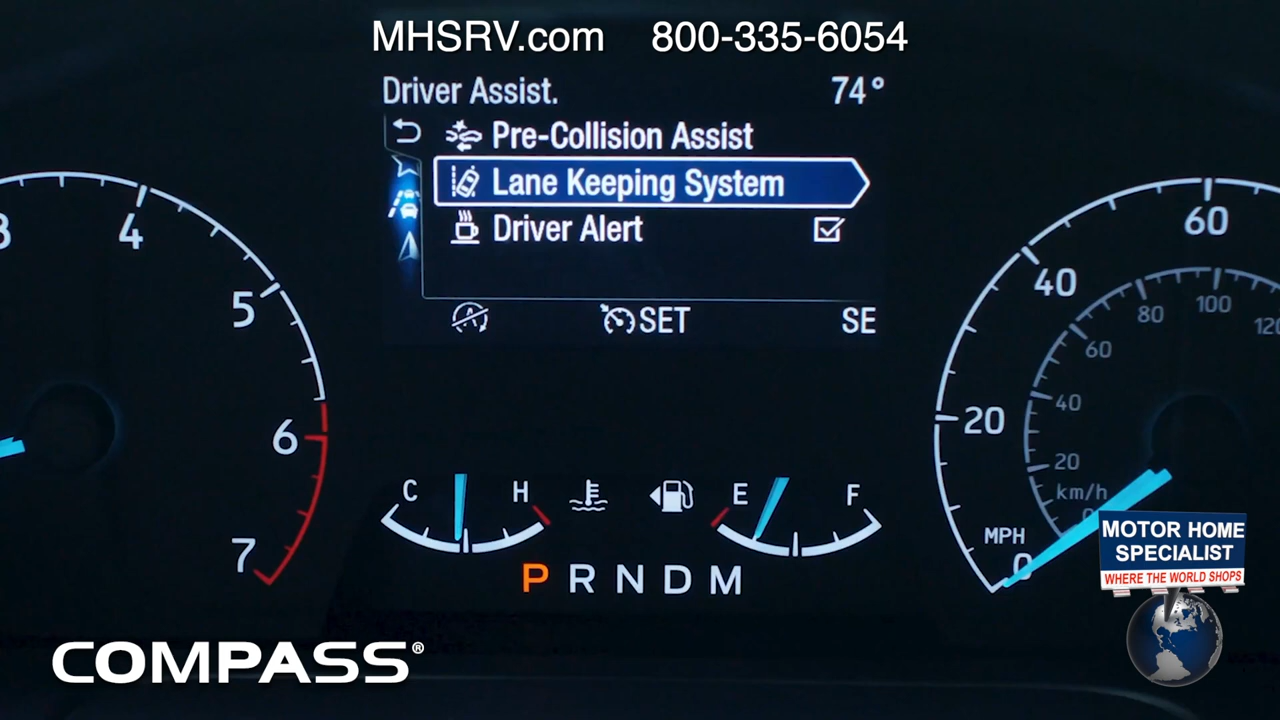 MHSRV.com 800-335-6054
Driver Assist. 74°
Pre-Collision Assist
Lane Keeping System
Driver Alert
SET SE
3 4 5 6 7
C H
E F
P R N D M
0 20 40 60
20 40 60 80 100 120
km/h
MPH
MOTOR HOME
SPECIALIST
WHERE THE WORLD SHOPS
COMPASS®